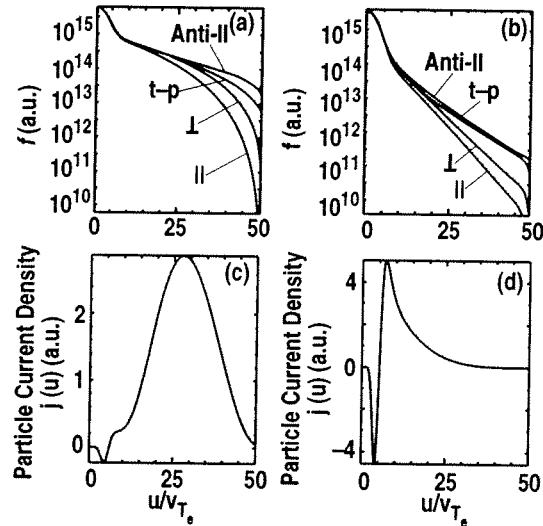 (a)
10^15
10^14
10^13
10^12
10^11
10^10
f (a.u.)
Anti-II
t–p
⊥
||
0 25 50
(b)
10^15
10^14
10^13
10^12
10^11
10^10
f (a.u.)
Anti-II
t–p
⊥
||
0 25 50
(c)
Particle Current Density
j (u) (a.u.)
2
1
0
0 25 50
u/v_Te
(d)
Particle Current Density
j (u) (a.u.)
4
0
–4
0 25 50
u/v_Te